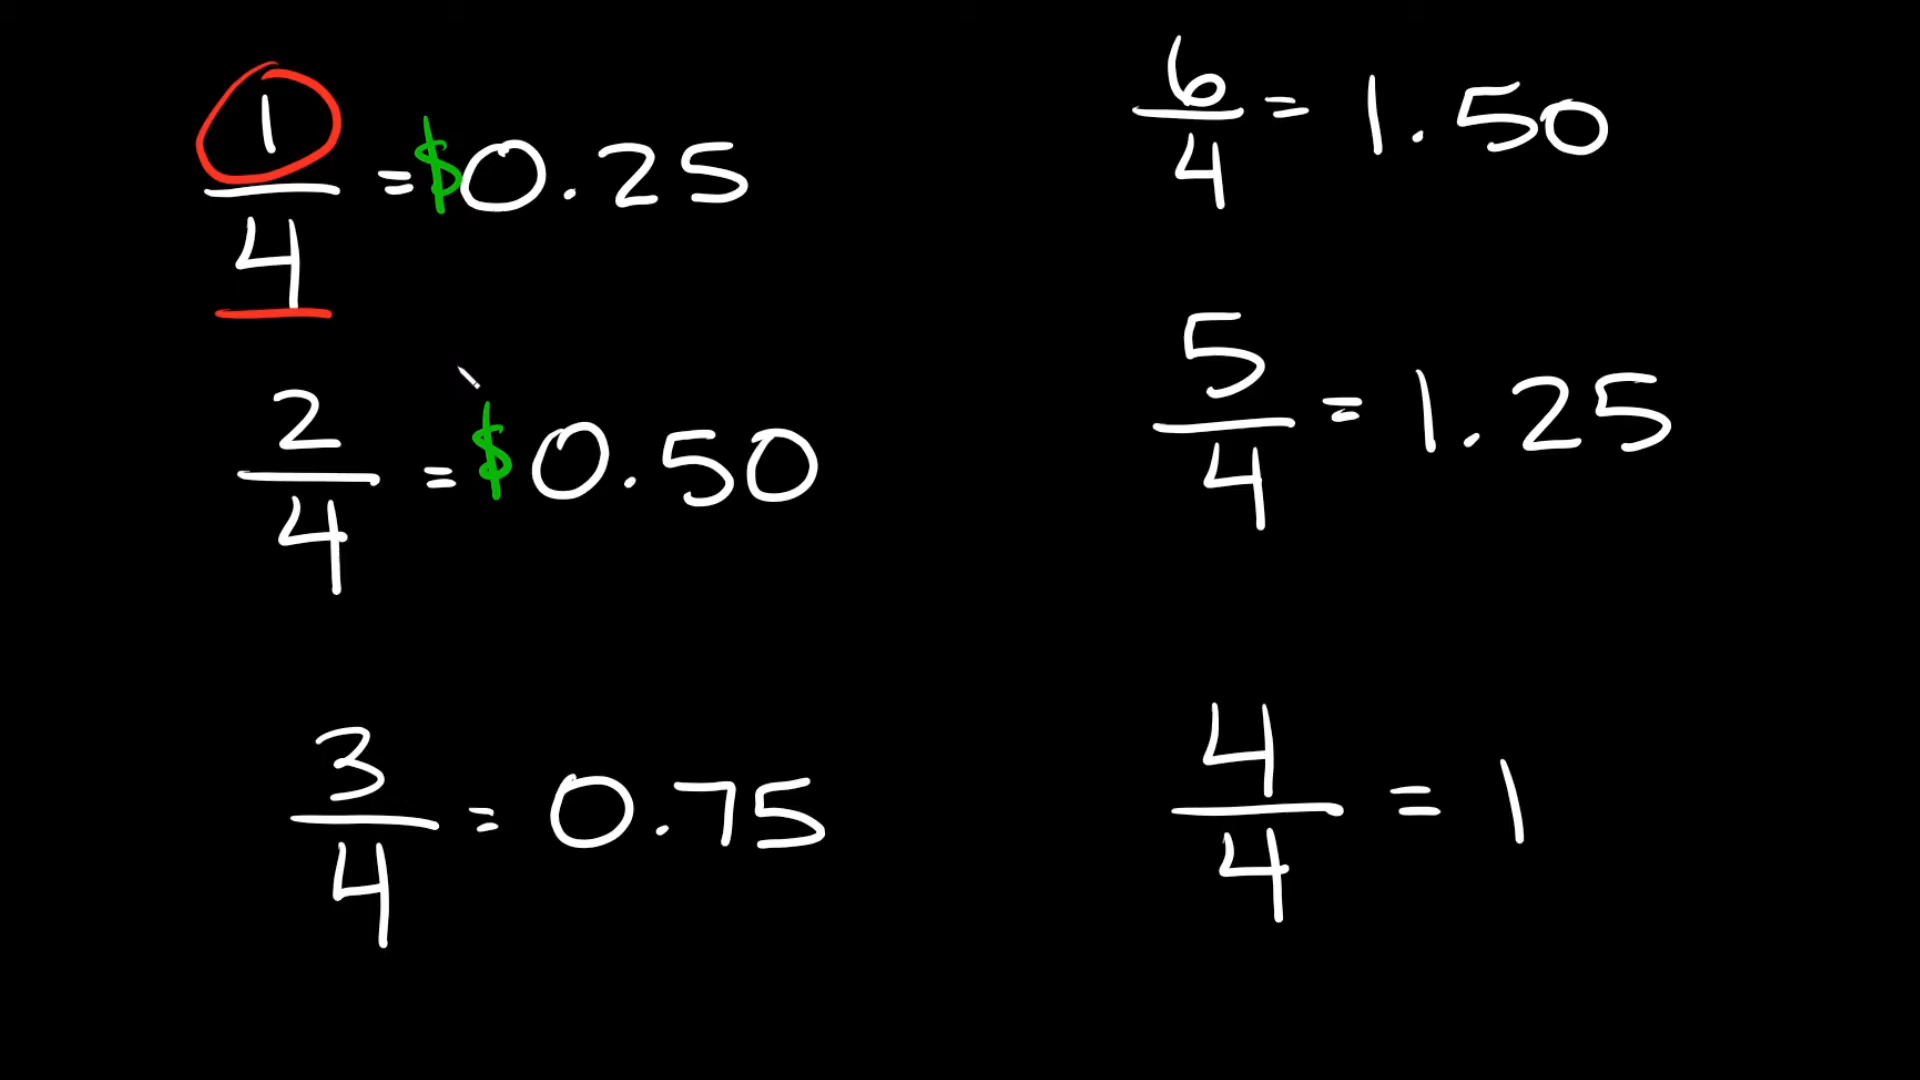 1/4 = $0.25
2/4 = $0.50
3/4 = 0.75
6/4 = 1.50
5/4 = 1.25
4/4 = 1